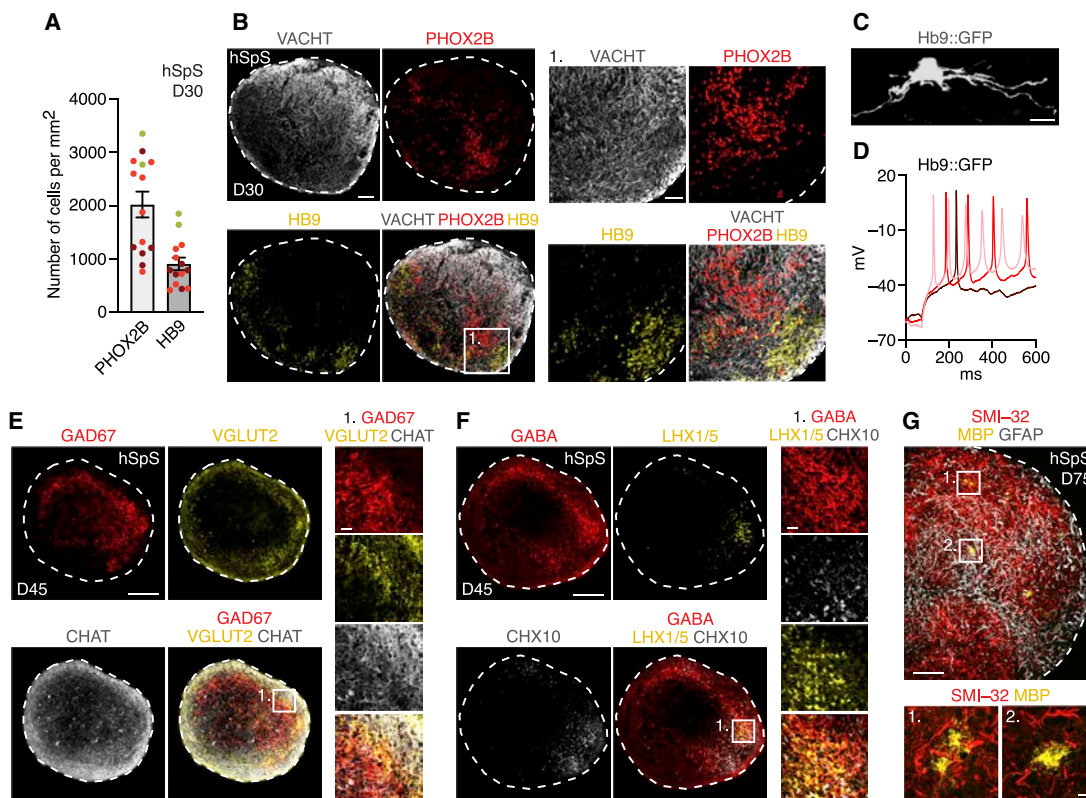 A
hSpS
D30
Number of cells per mm²
4000
3000
2000
1000
0
PHOX2B
HB9
B
VACHT
PHOX2B
hSpS
D30
HB9
VACHT PHOX2B HB9
1.
1. VACHT
PHOX2B
HB9
VACHT
PHOX2B HB9
C
Hb9::GFP
D
Hb9::GFP
mV
20
−10
−40
−70
0
200
400
600
ms
E
GAD67
VGLUT2
D45
CHAT
GAD67
VGLUT2 CHAT
1.
1. GAD67
VGLUT2 CHAT
F
GABA
LHX1/5
hSpS
D45
CHX10
GABA
LHX1/5 CHX10
1.
1. GABA
LHX1/5 CHX10
G
SMI–32
MBP GFAP
hSpS
D75
1.
2.
SMI–32 MBP
1.
2.